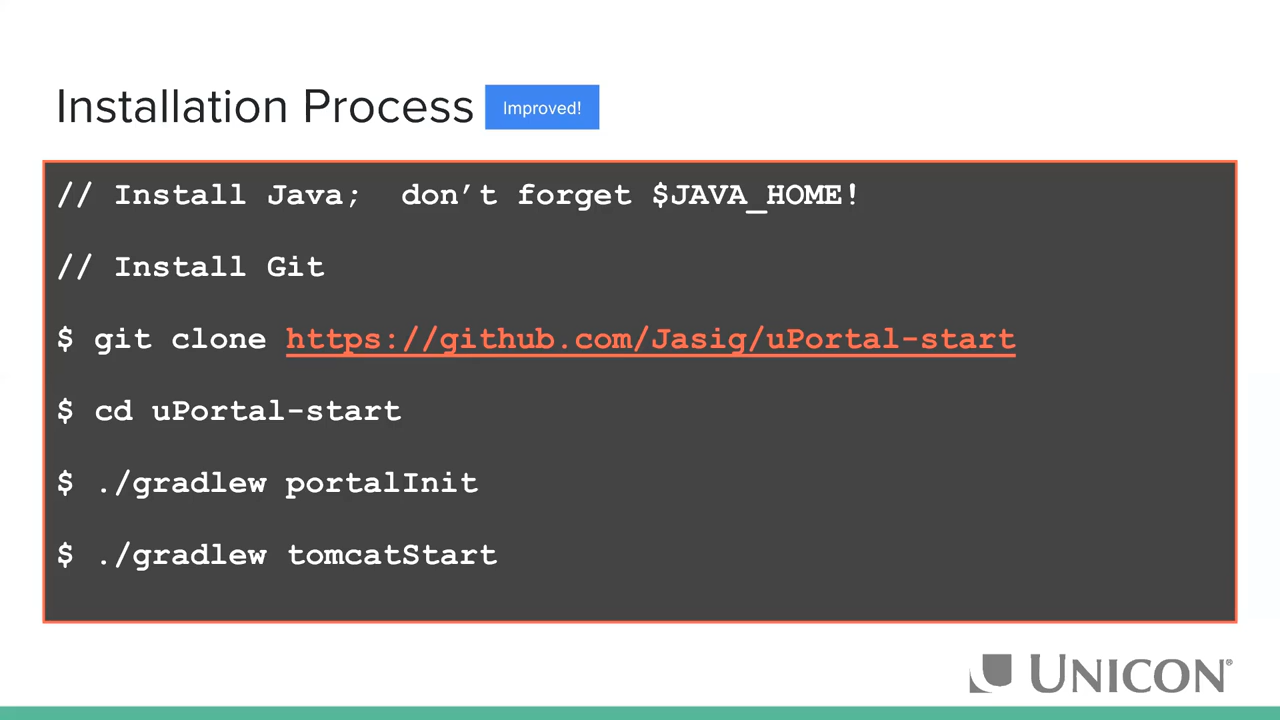 Installation Process Improved!
// Install Java;  don’t forget $JAVA_HOME!
// Install Git
$ git clone https://github.com/Jasig/uPortal-start
$ cd uPortal-start
$ ./gradlew portalInit
$ ./gradlew tomcatStart
UNICON®